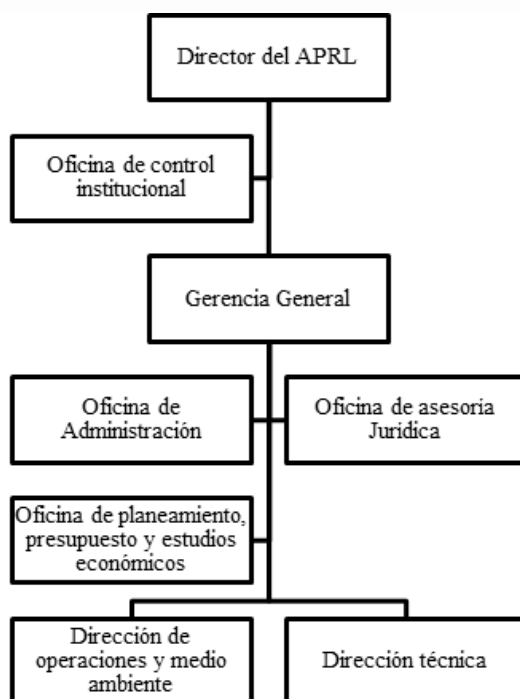 Director del APRL
Oficina de control
institucional
Gerencia General
Oficina de
Administración
Oficina de asesoría
Jurídica
Oficina de planeamiento,
presupuesto y estudios
económicos
Dirección de
operaciones y medio
ambiente
Dirección técnica